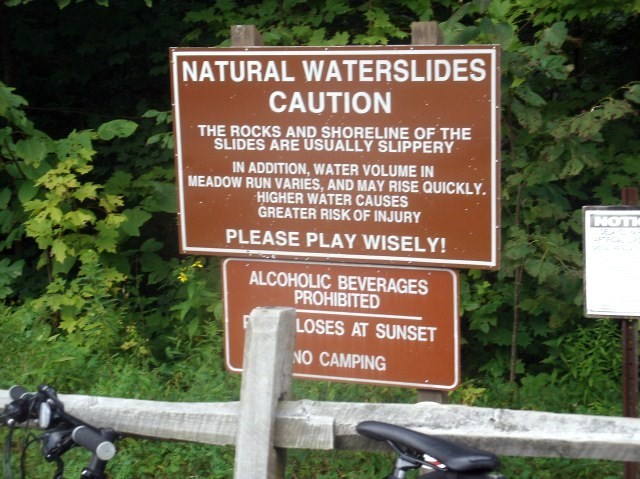 NATURAL WATERSLIDES
CAUTION
THE ROCKS AND SHORELINE OF THE
SLIDES ARE USUALLY SLIPPERY
IN ADDITION, WATER VOLUME IN
MEADOW RUN VARIES, AND MAY RISE QUICKLY.
HIGHER WATER CAUSES
GREATER RISK OF INJURY
PLEASE PLAY WISELY!
ALCOHOLIC BEVERAGES
PROHIBITED
LOSES AT SUNSET
NO CAMPING